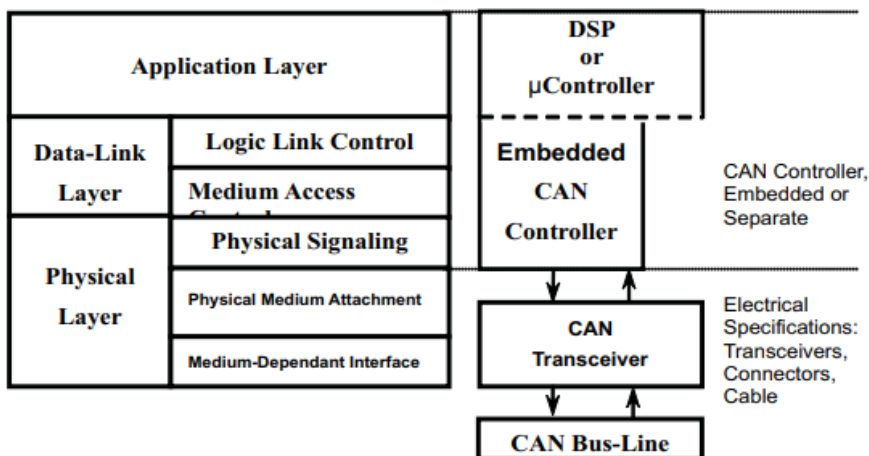 Application Layer
Data-Link
Layer
Logic Link Control
Medium Access
Physical
Layer
Physical Signaling
Physical Medium Attachment
Medium-Dependant Interface
DSP
or
µController
Embedded
CAN
Controller
CAN
Transceiver
CAN Bus-Line
CAN Controller,
Embedded or
Separate
Electrical
Specifications:
Transceivers,
Connectors,
Cable